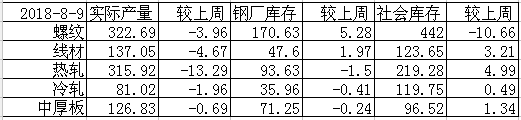 2018-8-9 实际产量 较上周 钢厂库存 较上周 社会库存 较上周
螺纹 322.69 -3.96 170.63 5.28 442 -10.66
线材 137.05 -4.67 47.6 1.97 123.65 3.21
热轧 315.92 -13.29 93.63 -1.5 219.28 4.99
冷轧 81.02 -1.96 35.96 -0.41 119.75 0.49
中厚板 126.83 -0.69 71.25 -0.24 96.52 1.34